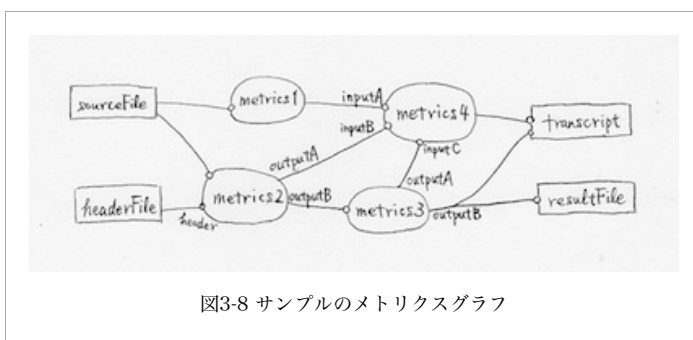 sourceFile
metrics1
inputA
metrics4
inputB
transcript
inputC
outputA
outputA
headerFile
header
metrics2
outputB
metrics3
outputB
resultFile
図3-8 サンプルのメトリクスグラフ